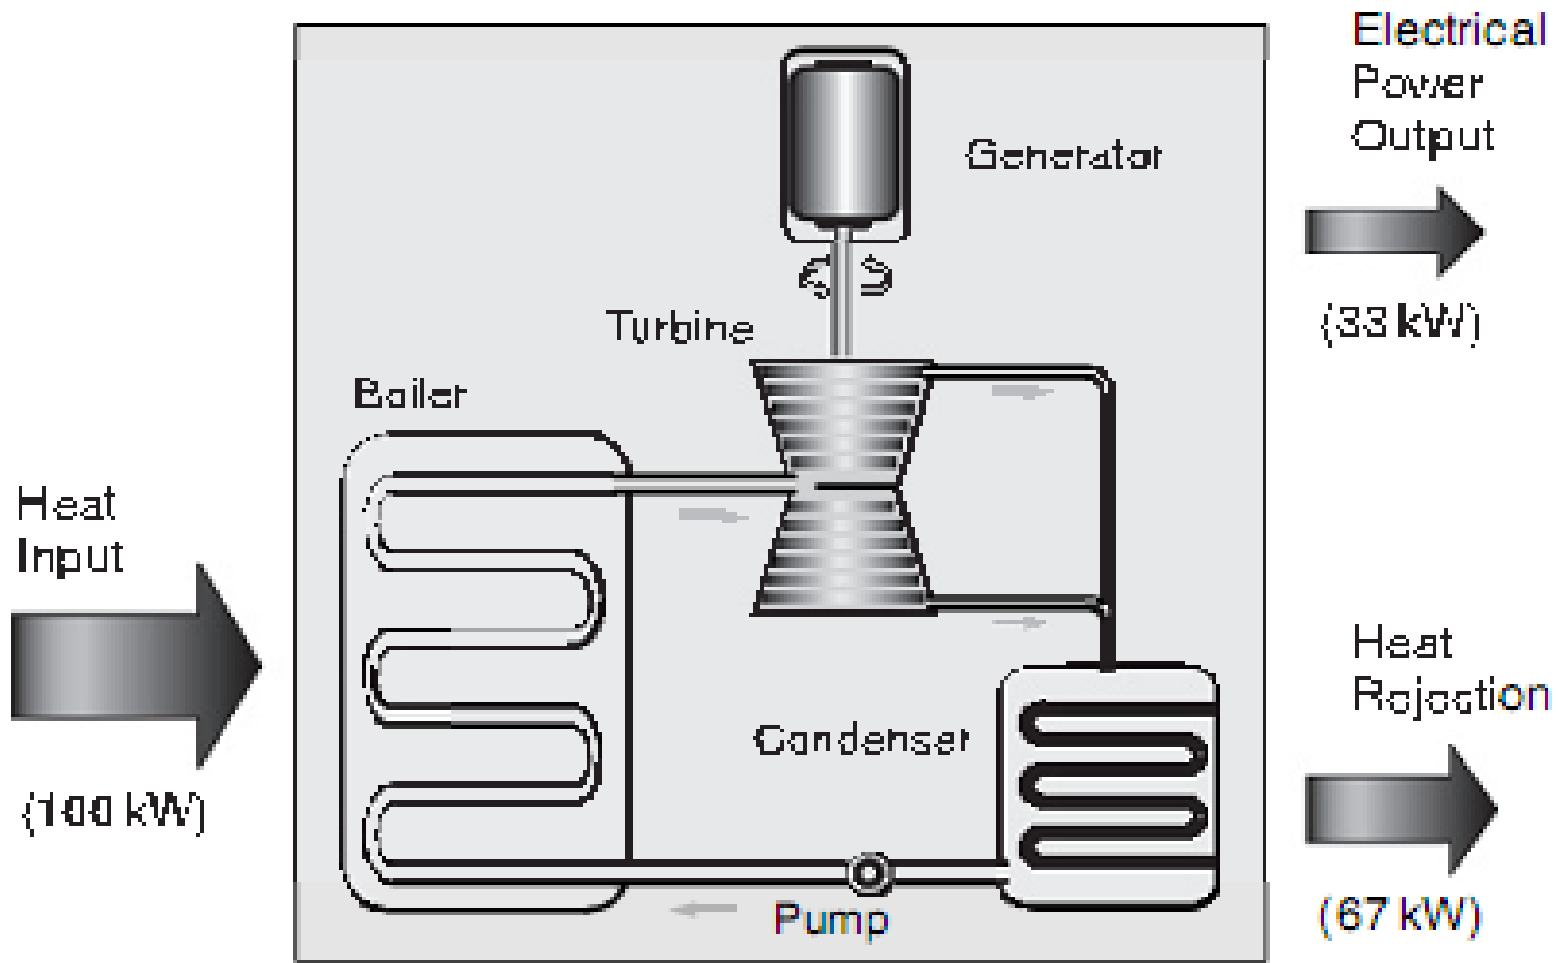 Electrical
Power
Output
Generator
(33 kW)
Turbine
Boiler
Heat
Input
(100 kW)
Heat
Rejection
Condenser
Pump
(67 kW)